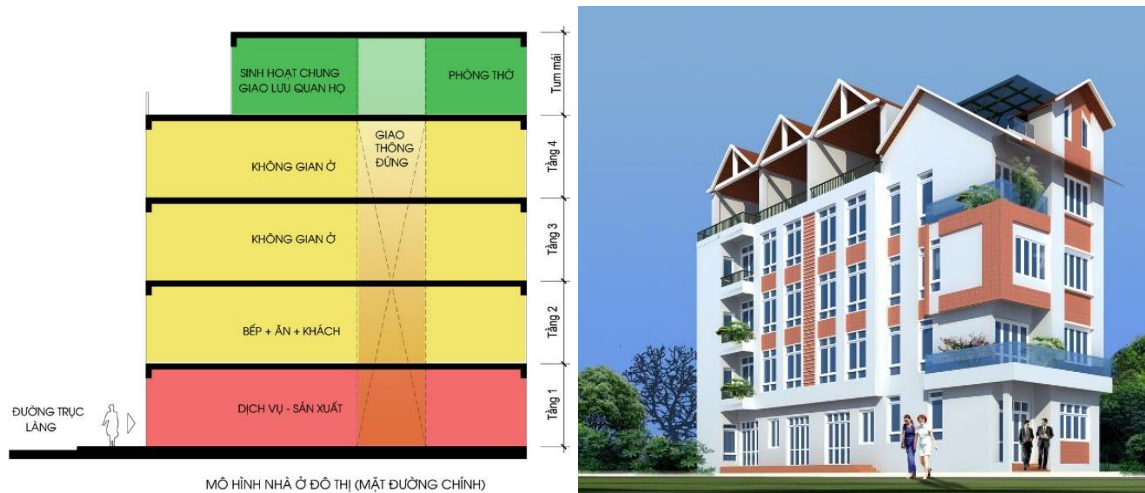 SINH HOẠT CHUNG
GIAO LƯU QUAN HỌ
PHÒNG THỜ
Tum mái
GIAO
THÔNG
ĐỨNG
KHÔNG GIAN Ở
Tầng 4
KHÔNG GIAN Ở
Tầng 3
BẾP + ĂN + KHÁCH
Tầng 2
DỊCH VỤ - SẢN XUẤT
Tầng 1
ĐƯỜNG TRỤC
LÀNG
MÔ HÌNH NHÀ Ở ĐÔ THỊ (MẶT ĐƯỜNG CHÍNH)